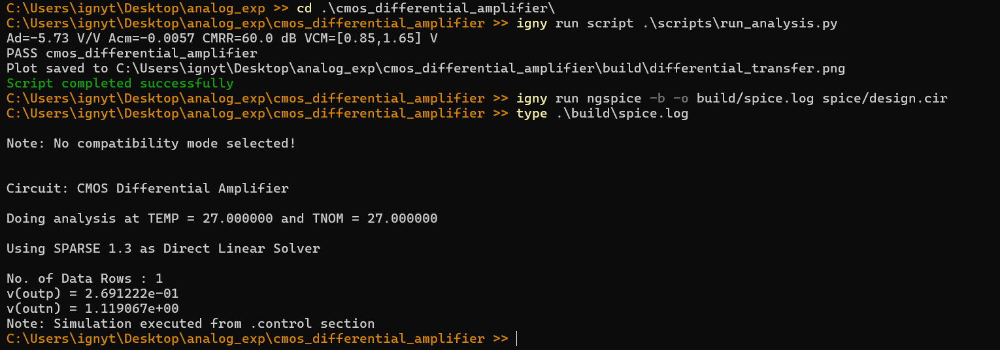 C:\Users\ignyt\Desktop\analog_exp >> cd .\cmos_differential_amplifier\
C:\Users\ignyt\Desktop\analog_exp\cmos_differential_amplifier >> igny run script .\scripts\run_analysis.py
Ad=-5.73 V/V Acm=-0.0057 CMRR=60.0 dB VCM=[0.85,1.65] V
PASS cmos_differential_amplifier
Plot saved to C:\Users\ignyt\Desktop\analog_exp\cmos_differential_amplifier\build\differential_transfer.png
Script completed successfully
C:\Users\ignyt\Desktop\analog_exp\cmos_differential_amplifier >> igny run ngspice -b -o build/spice.log spice/design.cir
C:\Users\ignyt\Desktop\analog_exp\cmos_differential_amplifier >> type .\build\spice.log
Note: No compatibility mode selected!
Circuit: CMOS Differential Amplifier
Doing analysis at TEMP = 27.000000 and TNOM = 27.000000
Using SPARSE 1.3 as Direct Linear Solver
No. of Data Rows : 1
v(outp) = 2.691222e-01
v(outn) = 1.119067e+00
Note: Simulation executed from .control section
C:\Users\ignyt\Desktop\analog_exp\cmos_differential_amplifier >>